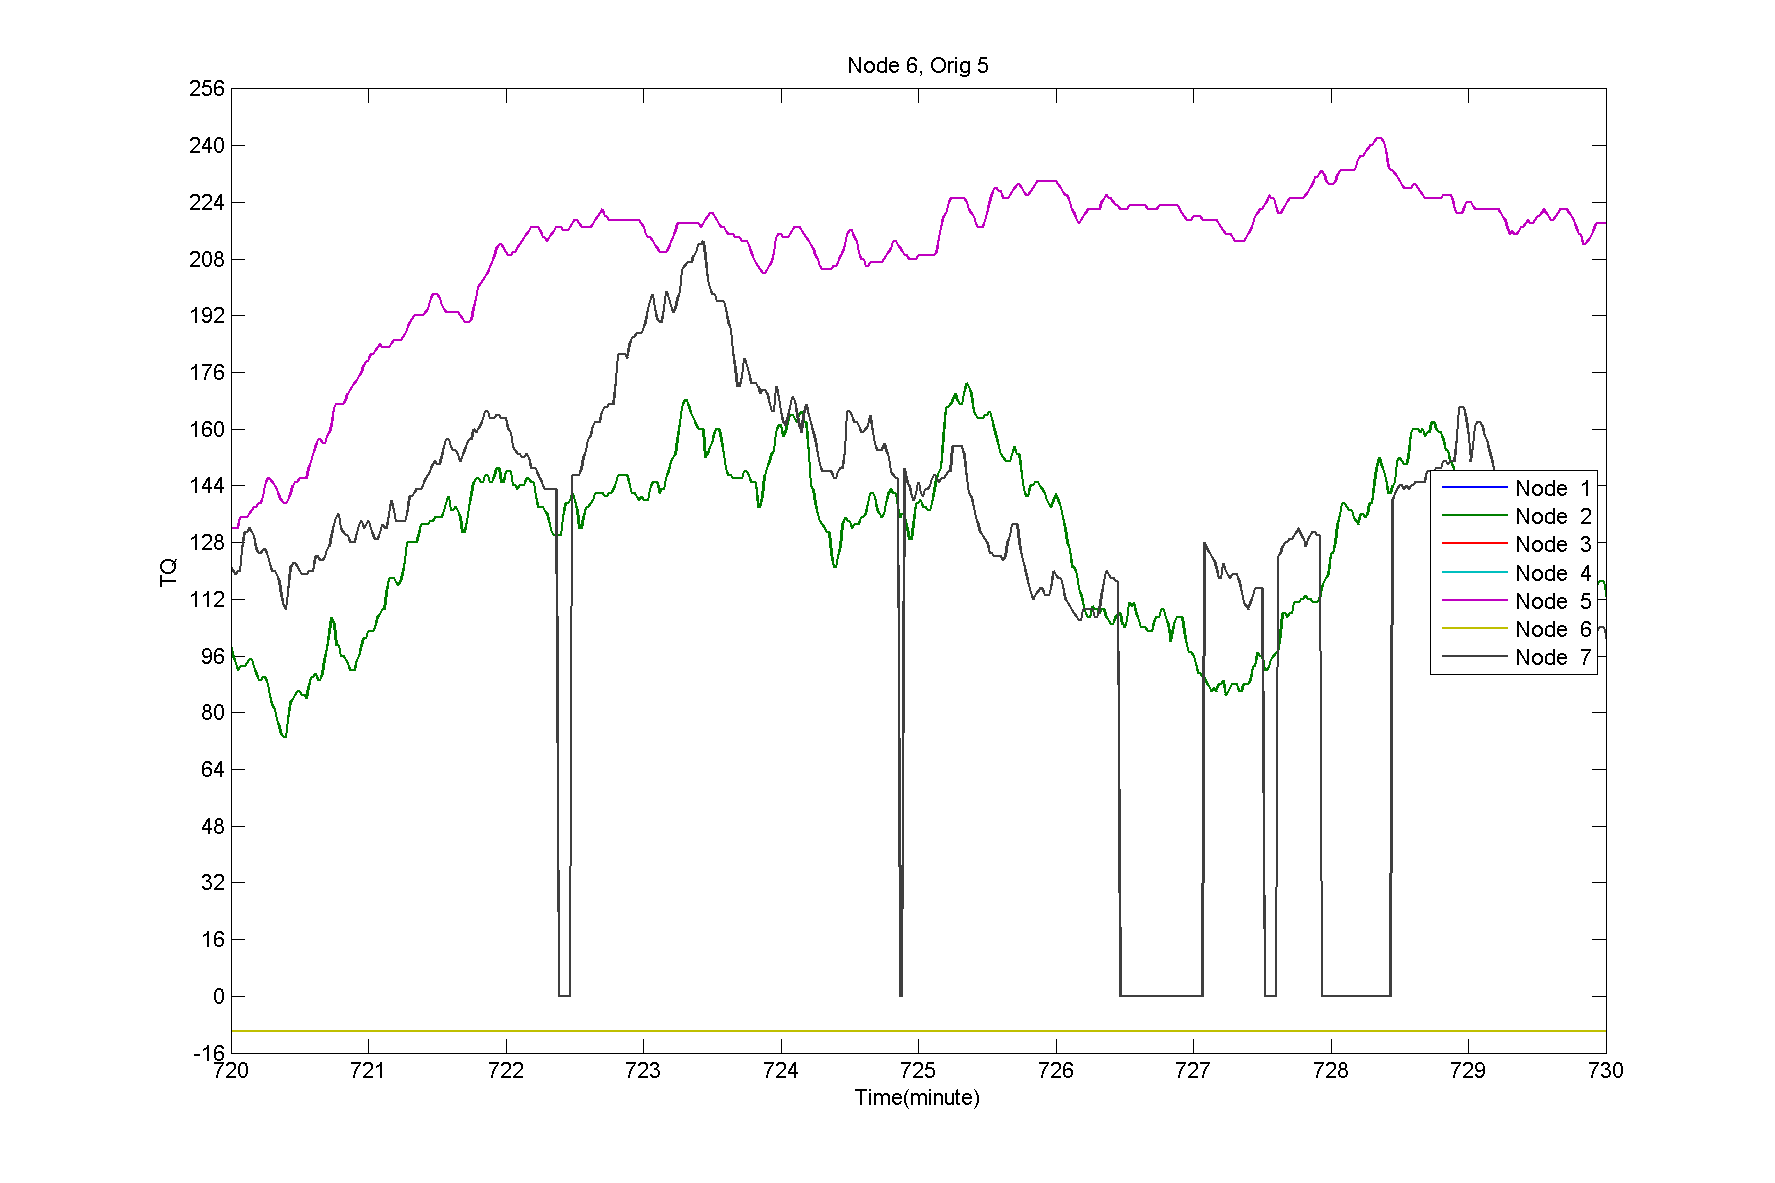 Node 6, Orig 5
256
240
224
208
192
176
160
144
128
112
96
80
64
48
32
16
0
-16
TQ
Node 1
Node 2
Node 3
Node 4
Node 5
Node 6
Node 7
720 721 722 723 724 725 726 727 728 729 730
Time(minute)